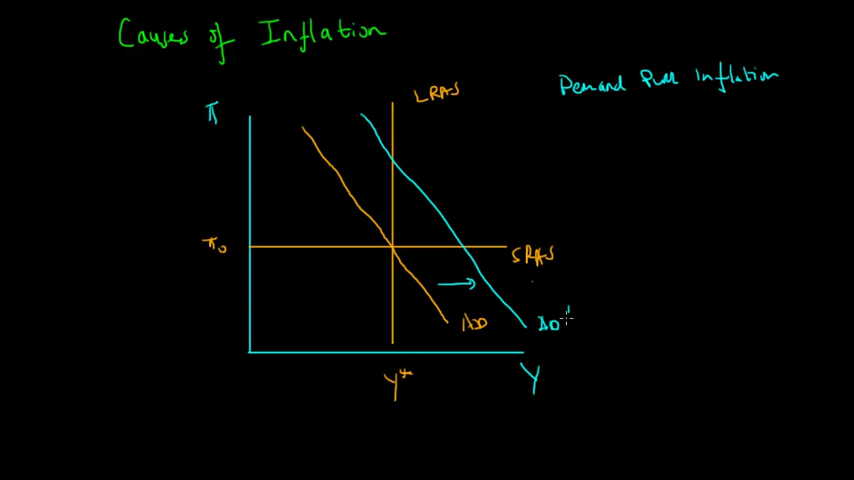 Causes of Inflation
Demand Pull Inflation
LRAS
π
π₀
SRAS
AD
AD'
Y*
Y